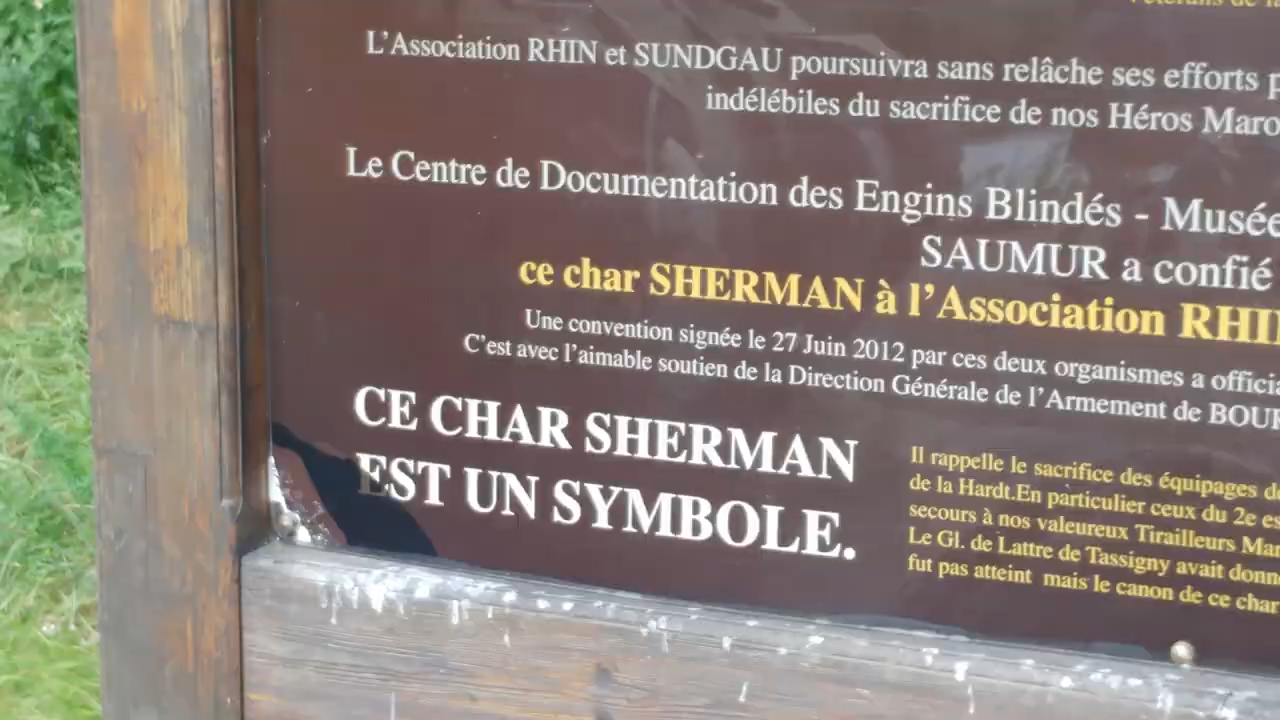 L'Association RHIN et SUNDGAU poursuivra sans relâche ses efforts
indélébiles du sacrifice de nos Héros
Le Centre de Documentation des Engins Blindés - Musée
SAUMUR a confié
ce char SHERMAN à l'Association
Une convention signée le 27 Juin 2012 par ces deux organismes a
C'est avec l'aimable soutien de la Direction Générale de l'Armement de
CE CHAR SHERMAN
EST UN SYMBOLE.
Il rappelle le sacrifice des équipages
de la Hardt.En particulier ceux du 2e
secours à nos valeureux Tirailleurs
Le Gl. de Lattre de Tassigny avait
fut pas atteint mais le canon de ce char